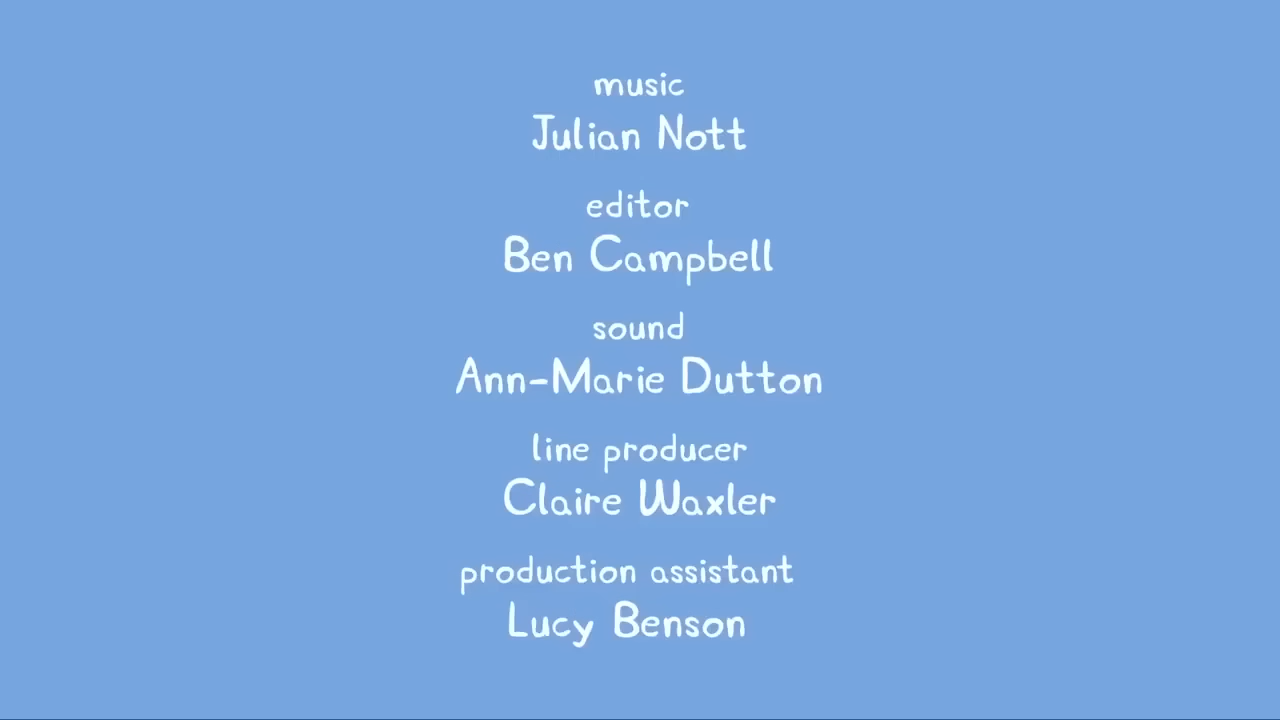 music
Julian Nott
editor
Ben Campbell
sound
Ann-Marie Dutton
line producer
Claire Waxler
production assistant
Lucy Benson